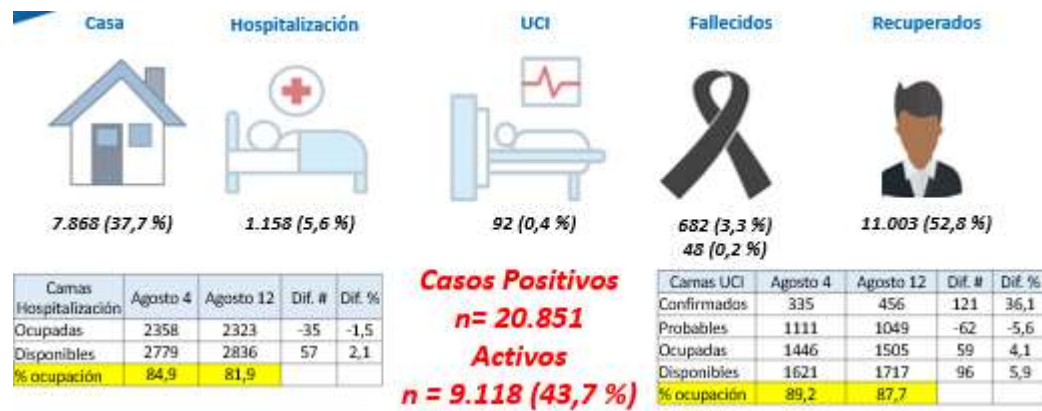 Casa Hospitalización UCI Fallecidos Recuperados
7.868 (37,7 %) 1.158 (5,6 %) 92 (0,4 %) 682 (3,3 %) 11.003 (52,8 %)
48 (0,2 %)
Camas Hospitalización Agosto 4 Agosto 12 Dif. # Dif. %
Ocupadas 2358 2323 -35 -1,5
Disponibles 2779 2836 57 2,1
% ocupación 84,9 81,9
Casos Positivos
n= 20.851
Activos
n = 9.118 (43,7 %)
Camas UCI Agosto 4 Agosto 12 Dif. # Dif. %
Confirmados 335 456 121 36,1
Probables 1111 1049 -62 -5,6
Ocupadas 1446 1505 59 4,1
Disponibles 1621 1717 96 5,9
% ocupación 89,2 87,7